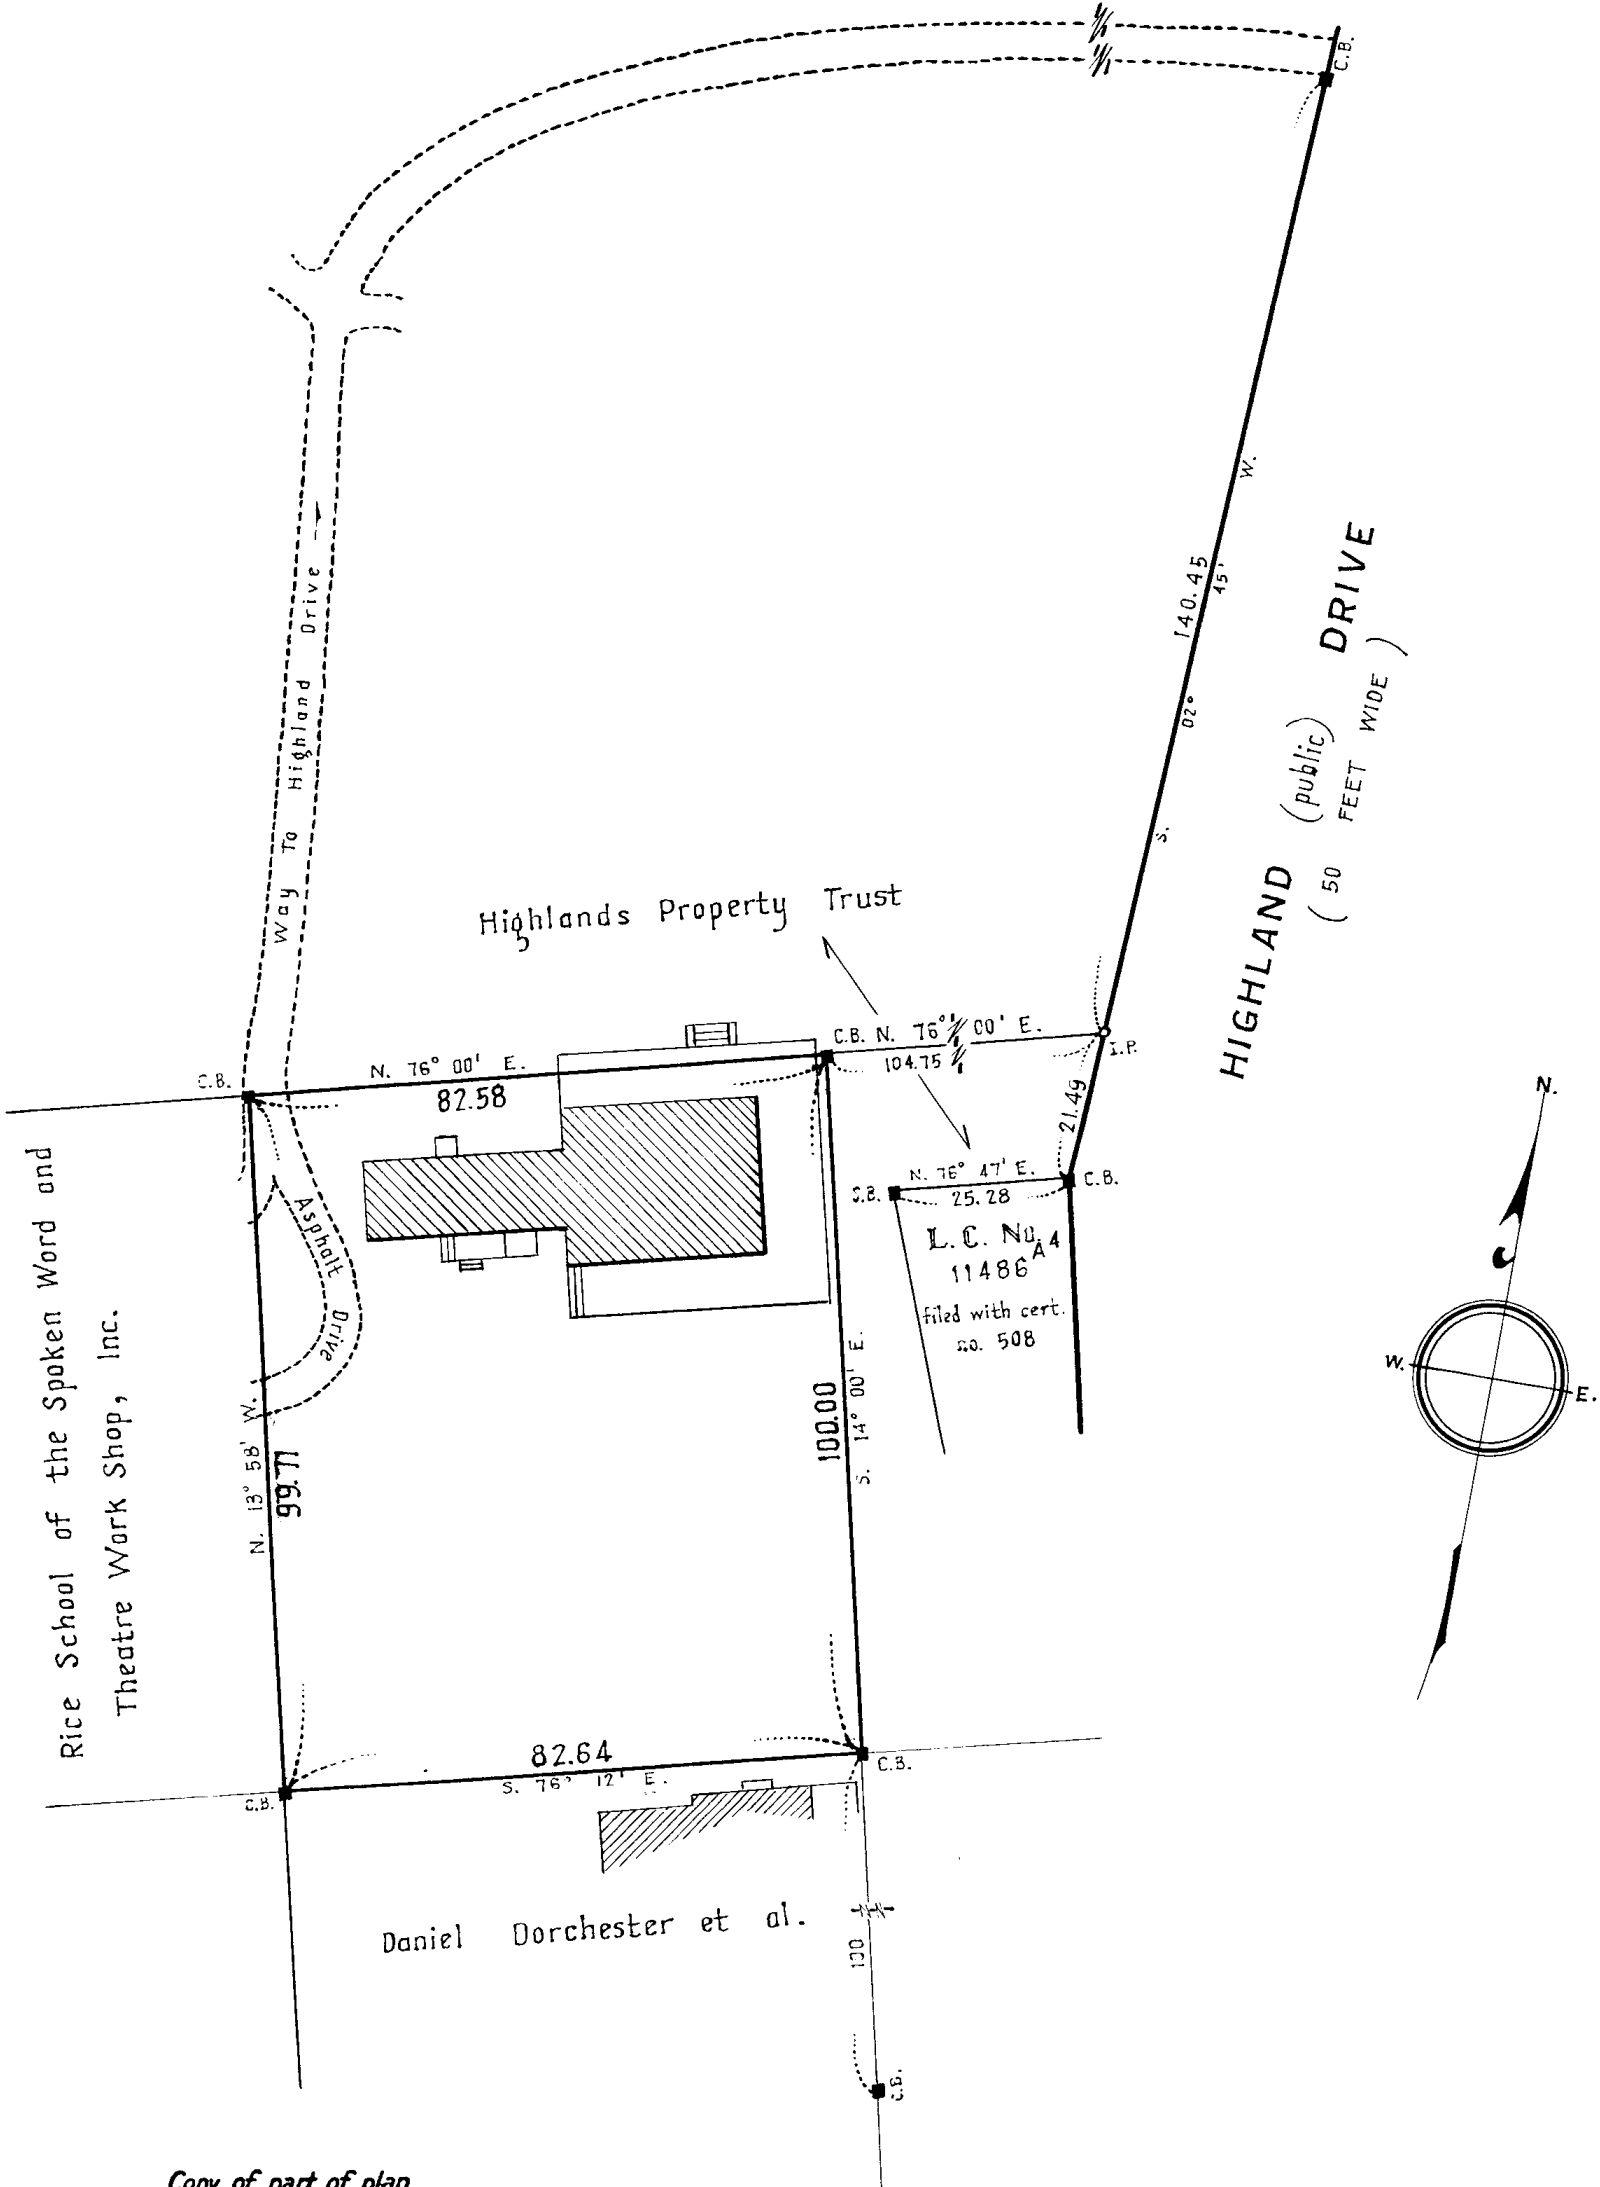 C.B.
W.
140.45
45'
02°
S.
HIGHLAND DRIVE
(public)
( 50 FEET WIDE )
Way To Highland Drive
Highlands Property Trust
C.B.
N. 76° 00' E.
82.58
C.B. N. 76° 00' E.
104.75
I.P.
21.49
N. 76° 47' E.
25.28
C.B.
C.B.
L. C. No.
11486 A4
filed with cert.
no. 508
Asphalt Drive
N. 13° 58' W.
99.77
100.00
S. 14° 00' E.
Rice School of the Spoken Word and
Theatre Work Shop, Inc.
N.
W.
E.
82.64
S. 76° 12' E.
C.B.
C.B.
Daniel Dorchester et al.
100
C.B.
Copy of part of plan